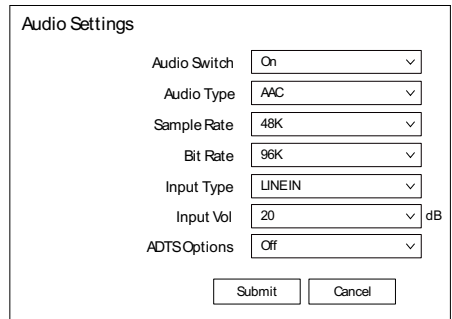 Audio Settings
Audio Switch On
Audio Type AAC
Sample Rate 48K
Bit Rate 96K
Input Type LINEIN
Input Vol 20 dB
ADTS Options Off
Submit Cancel